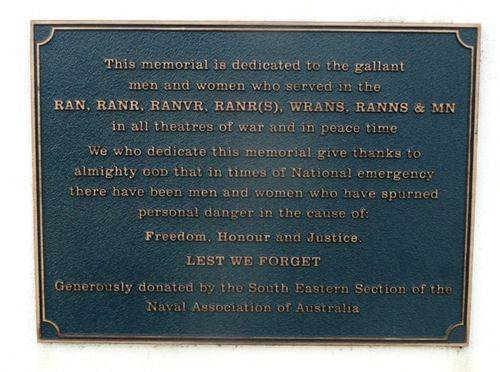 This memorial is dedicated to the gallant
men and women who served in the
RAN, RANR, RANVR, RANR(S), WRANS, RANNS & MN
in all theatres of war and in peace time
We who dedicate this memorial give thanks to
almighty GOD that in times of National emergency
there have been men and women who have spurned
personal danger in the cause of:
Freedom, Honour and Justice.
LEST WE FORGET
Generously donated by the South Eastern Section of the
Naval Association of Australia